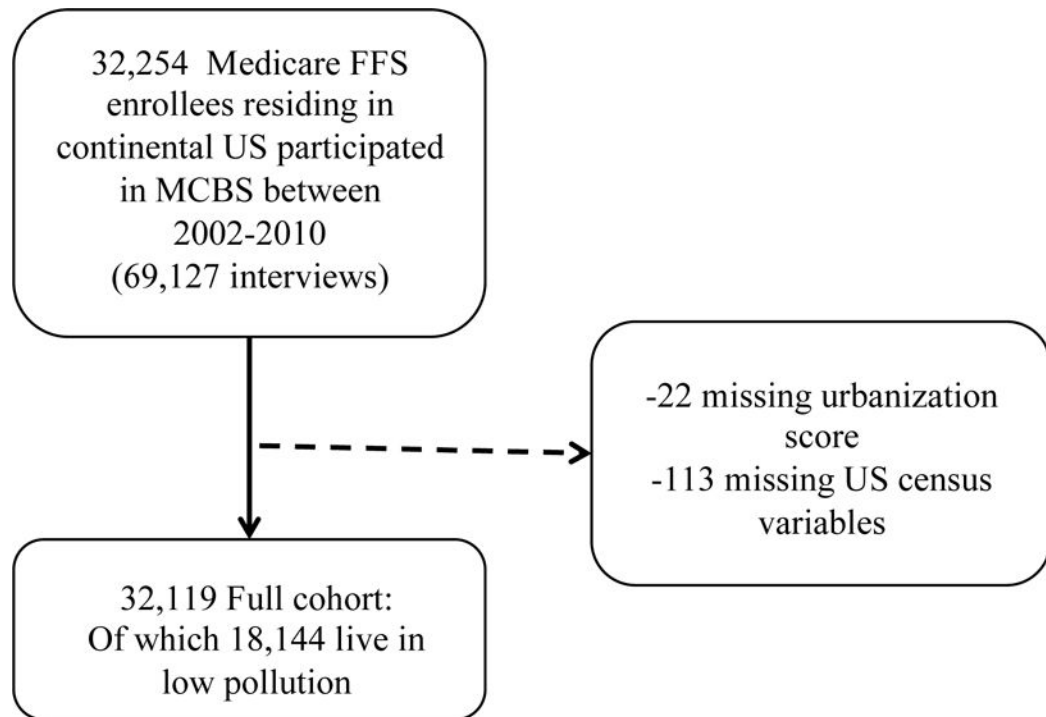 32,254 Medicare FFS
enrollees residing in
continental US participated
in MCBS between
2002-2010
(69,127 interviews)
-22 missing urbanization
score
-113 missing US census
variables
32,119 Full cohort:
Of which 18,144 live in
low pollution